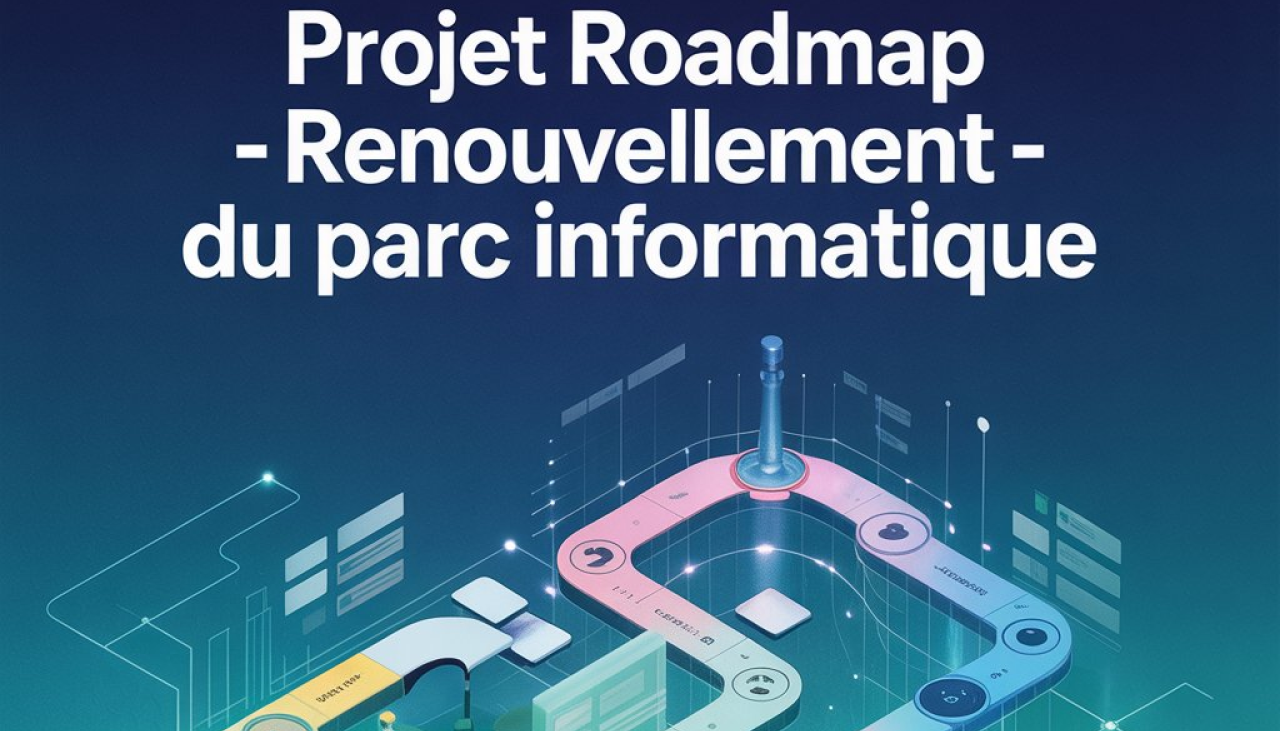 Projet Roadmap
- Renouvellement -
du parc informatique